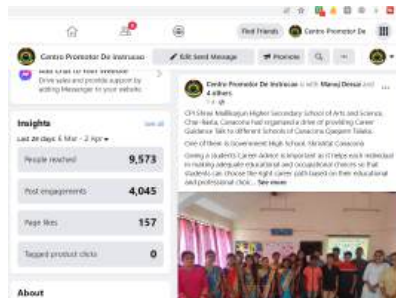 Find Friends
Centro Promotor De Instrucao
Centro Promotor De Instrucao
Edit Send Message
Promote
Add Chat to Your Website
Drive sales and provide support by
adding Messenger to your website
Insights
See all
Last 28 days: 6 Mar - 2 Apr
People reached 9,573
Post engagements 4,045
Page likes 157
Tagged product clicks 0
About
Centro Promotor De Instrucao is with Manoj Desai and
4 others
CPI Shree Mallikarjun Higher Secondary School of Arts and Science,
Canacona had organized a drive of providing Career
Guidance Talk to different Schools of Canacona Quepem Taluka.
One of them is Government High School, Canacona
Giving a students Career advice is important as it helps each individual
in making adequate educational and occupational choices so that
students can choose the right career path based on their educational
and professional choic... See more